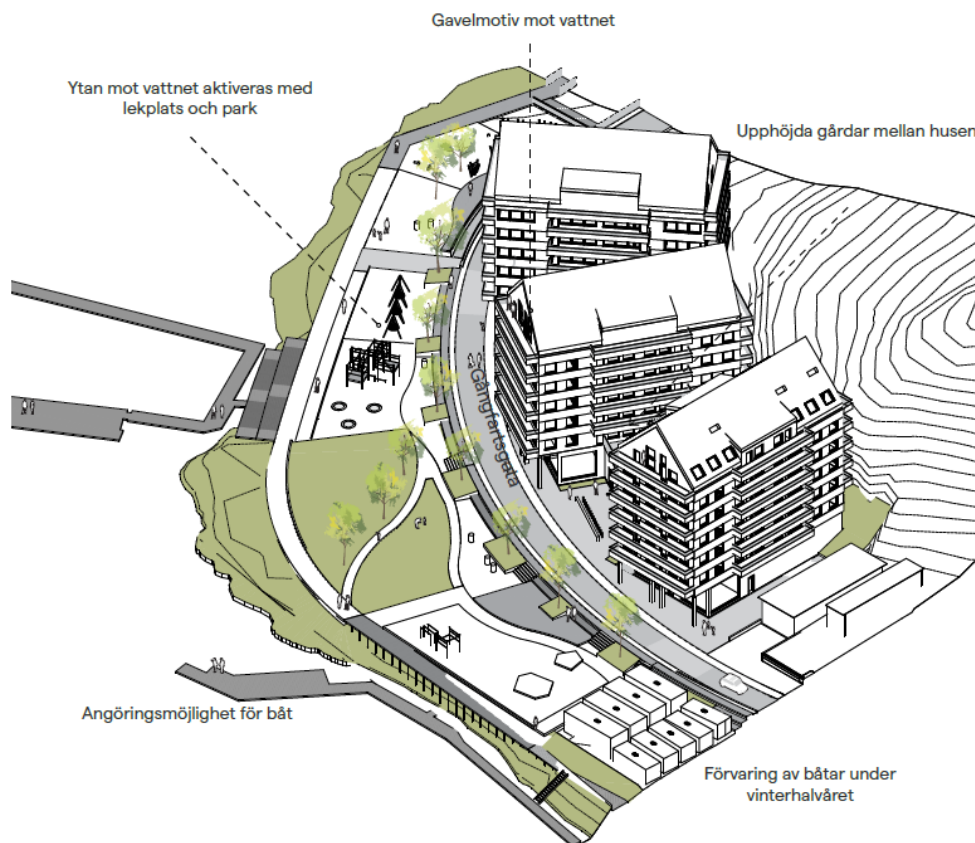 Gavelmotiv mot vattnet
Ytan mot vattnet aktiveras med
lekplats och park
Upphöjda gårdar mellan husen
Gångfartsgata
Angöringsmöjlighet för båt
Förvaring av båtar under
vinterhalvåret